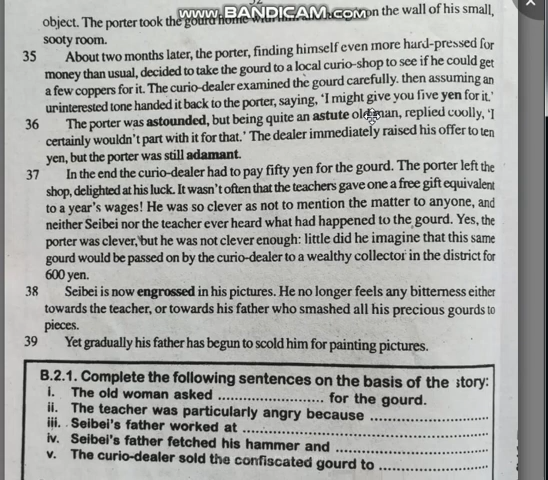 WWW.BANDICAM.COM
object. The porter took the gourd home with him on the wall of his small,
sooty room.
35 About two months later, the porter, finding himself even more hard-pressed for
money than usual, decided to take the gourd to a local curio-shop to see if he could get
a few coppers for it. The curio-dealer examined the gourd carefully. then assuming an
uninterested tone handed it back to the porter, saying, 'I might give you five yen for it.'
36 The porter was astounded, but being quite an astute old man, replied coolly, 'I
certainly wouldn't part with it for that.' The dealer immediately raised his offer to ten
yen, but the porter was still adamant.
37 In the end the curio-dealer had to pay fifty yen for the gourd. The porter left the
shop, delighted at his luck. It wasn't often that the teachers gave one a free gift equivalent
to a year's wages! He was so clever as not to mention the matter to anyone, and
neither Seibei nor the teacher ever heard what had happened to the gourd. Yes, the
porter was clever, but he was not clever enough: little did he imagine that this same
gourd would be passed on by the curio-dealer to a wealthy collector in the district for
600 yen.
38 Seibei is now engrossed in his pictures. He no longer feels any bitterness either
towards the teacher, or towards his father who smashed all his precious gourds to
pieces.
39 Yet gradually his father has begun to scold him for painting pictures.
B.2.1. Complete the following sentences on the basis of the story:
i. The old woman asked ........................ for the gourd.
ii. The teacher was particularly angry because ..........................
iii. Seibei's father worked at ........................................................
iv. Seibei's father fetched his hammer and ...................................
v. The curio-dealer sold the confiscated gourd to ........................